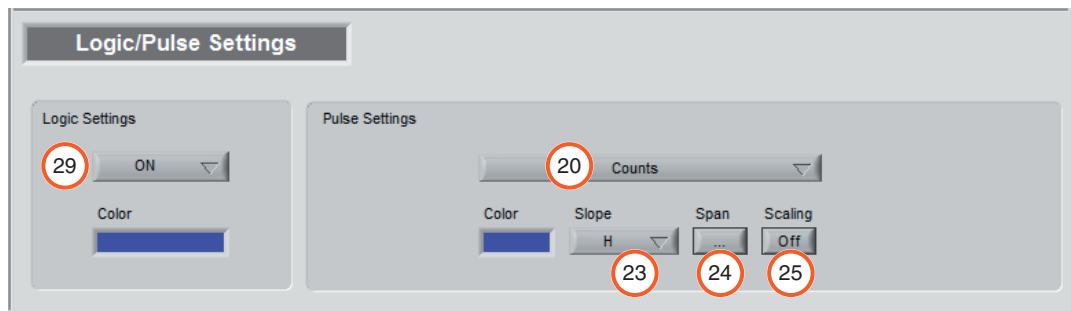 Logic/Pulse Settings
Logic Settings
Pulse Settings
29 ON
20 Counts
Color
Color Slope Span Scaling
H ... Off
23 24 25